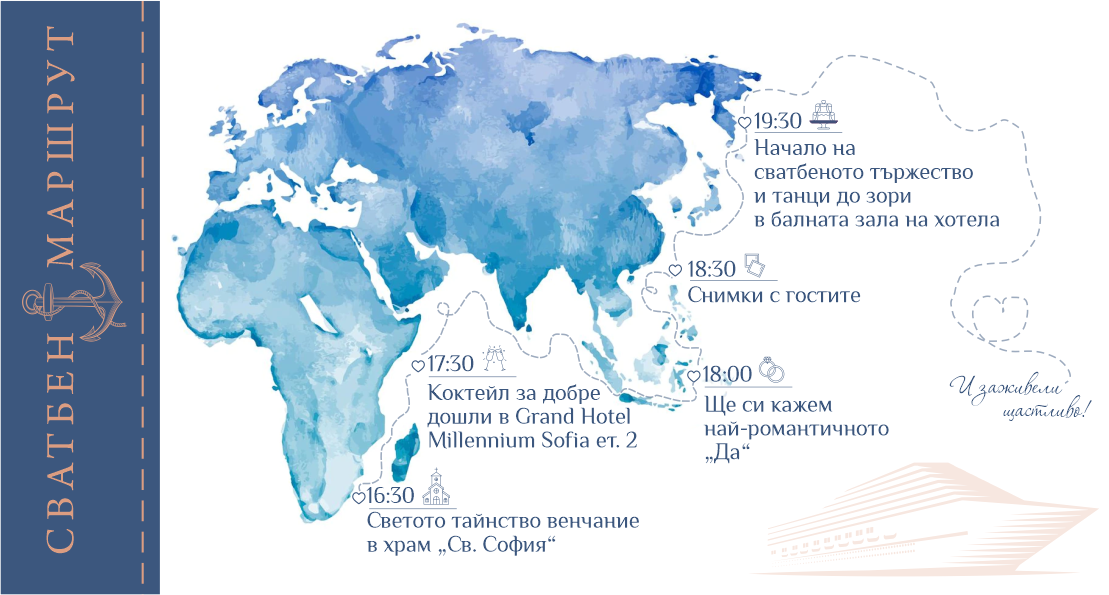 СВАТБЕН МАРШРУТ
19:30
Начало на
сватбеното тържество
и танци до зори
в балната зала на хотела
18:30
Снимки с гостите
17:30
Коктейл за добре
дошли в Grand Hotel
Millennium Sofia ет. 2
18:00
Ще си кажем
най-романтичното
„Да“
И заживели
щастливо!
16:30
Светото тайнство венчание
в храм „Св. София“